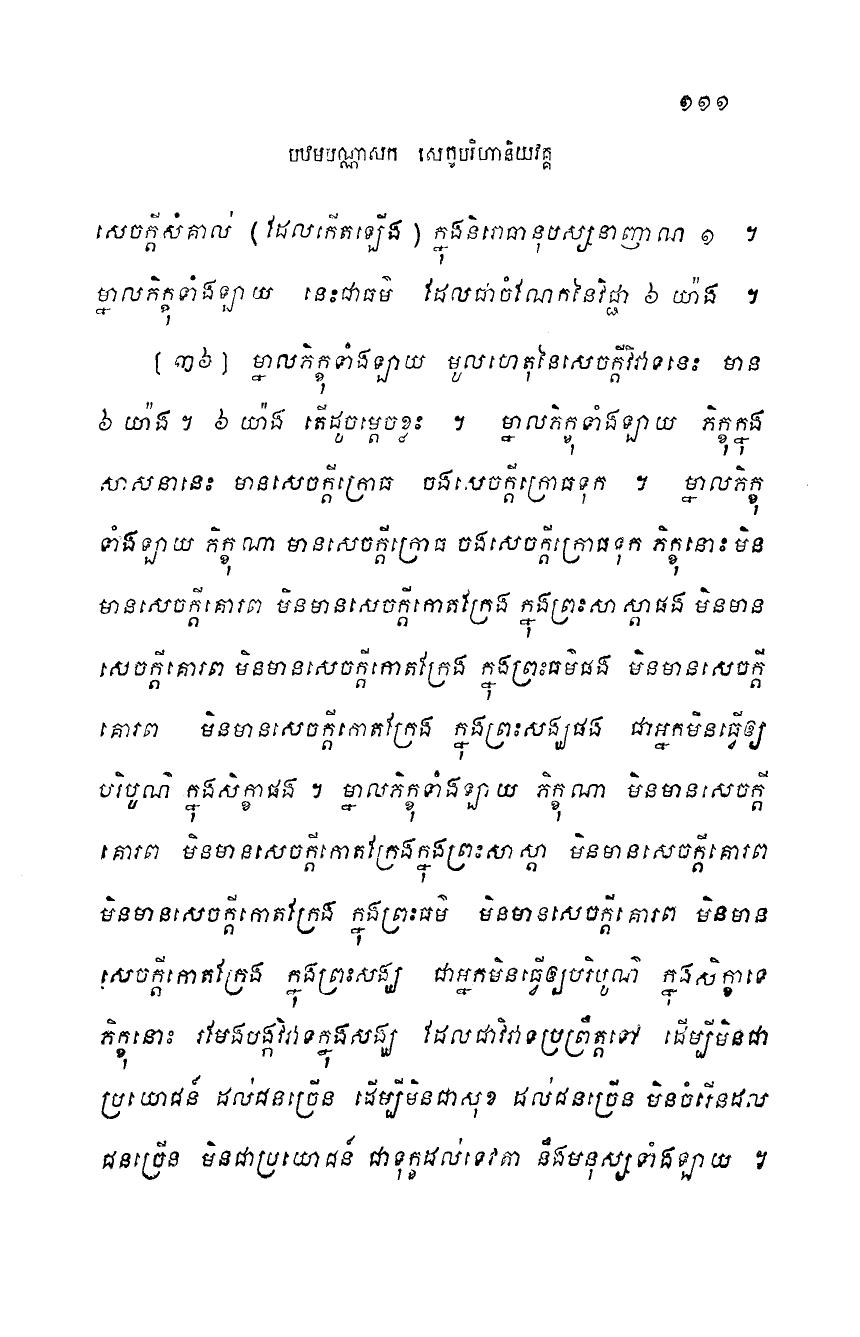 ១១១
បឋមបណ្ណាសក សេក្ខបរិហានិយវគ្គ
សេចក្តីសំគាល់ (ដែលកើតឡើង) ក្នុងនិរោធានុបស្សនាញាណ ១ ។
ម្នាលភិក្ខុទាំងឡាយ នេះជាធម៌ ដែលជាចំណែកនៃវិជ្ជា ៦ យ៉ាង ។
[៣៦] ម្នាលភិក្ខុទាំងឡាយ មូលហេតុនៃសេចក្តីវិវាទនេះ មាន
៦ យ៉ាង ។ ៦ យ៉ាង តើដូចម្តេចខ្លះ ។ ម្នាលភិក្ខុទាំងឡាយ ភិក្ខុក្នុង
សាសនានេះ មានសេចក្តីក្រោធ ចងសេចក្តីក្រោធទុក ។ ម្នាលភិក្ខុ
ទាំងឡាយ ភិក្ខុណា មានសេចក្តីក្រោធ ចងសេចក្តីក្រោធទុក ភិក្ខុនោះមិន
មានសេចក្តីគោរព មិនមានសេចក្តីកោតក្រែង ក្នុងព្រះសាស្តាផង មិនមាន
សេចក្តីគោរព មិនមានសេចក្តីកោតក្រែង ក្នុងព្រះធម៌ផង មិនមានសេចក្តី
គោរព មិនមានសេចក្តីកោតក្រែង ក្នុងព្រះសង្ឃផង ជាអ្នកមិនធ្វើឲ្យ
បរិបូណ៌ ក្នុងសិក្ខាផង ។ ម្នាលភិក្ខុទាំងឡាយ ភិក្ខុណា មិនមានសេចក្តី
គោរព មិនមានសេចក្តីកោតក្រែងក្នុងព្រះសាស្តា មិនមានសេចក្តីគោរព
មិនមានសេចក្តីកោតក្រែង ក្នុងព្រះធម៌ មិនមានសេចក្តីគោរព មិនមាន
សេចក្តីកោតក្រែង ក្នុងព្រះសង្ឃ ជាអ្នកមិនធ្វើឲ្យបរិបូណ៌ ក្នុងសិក្ខាទេ
ភិក្ខុនោះ រមែងបង្កវិវាទក្នុងសង្ឃ ដែលជាវិវាទប្រព្រឹត្តទៅ ដើម្បីមិនជា
ប្រយោជន៍ ដល់ជនច្រើន ដើម្បីមិនជាសុខ ដល់ជនច្រើន មិនចំរើនដល់
ជនច្រើន មិនជាប្រយោជន៍ ជាទុក្ខដល់ទេវតា នឹងមនុស្សទាំងឡាយ ។